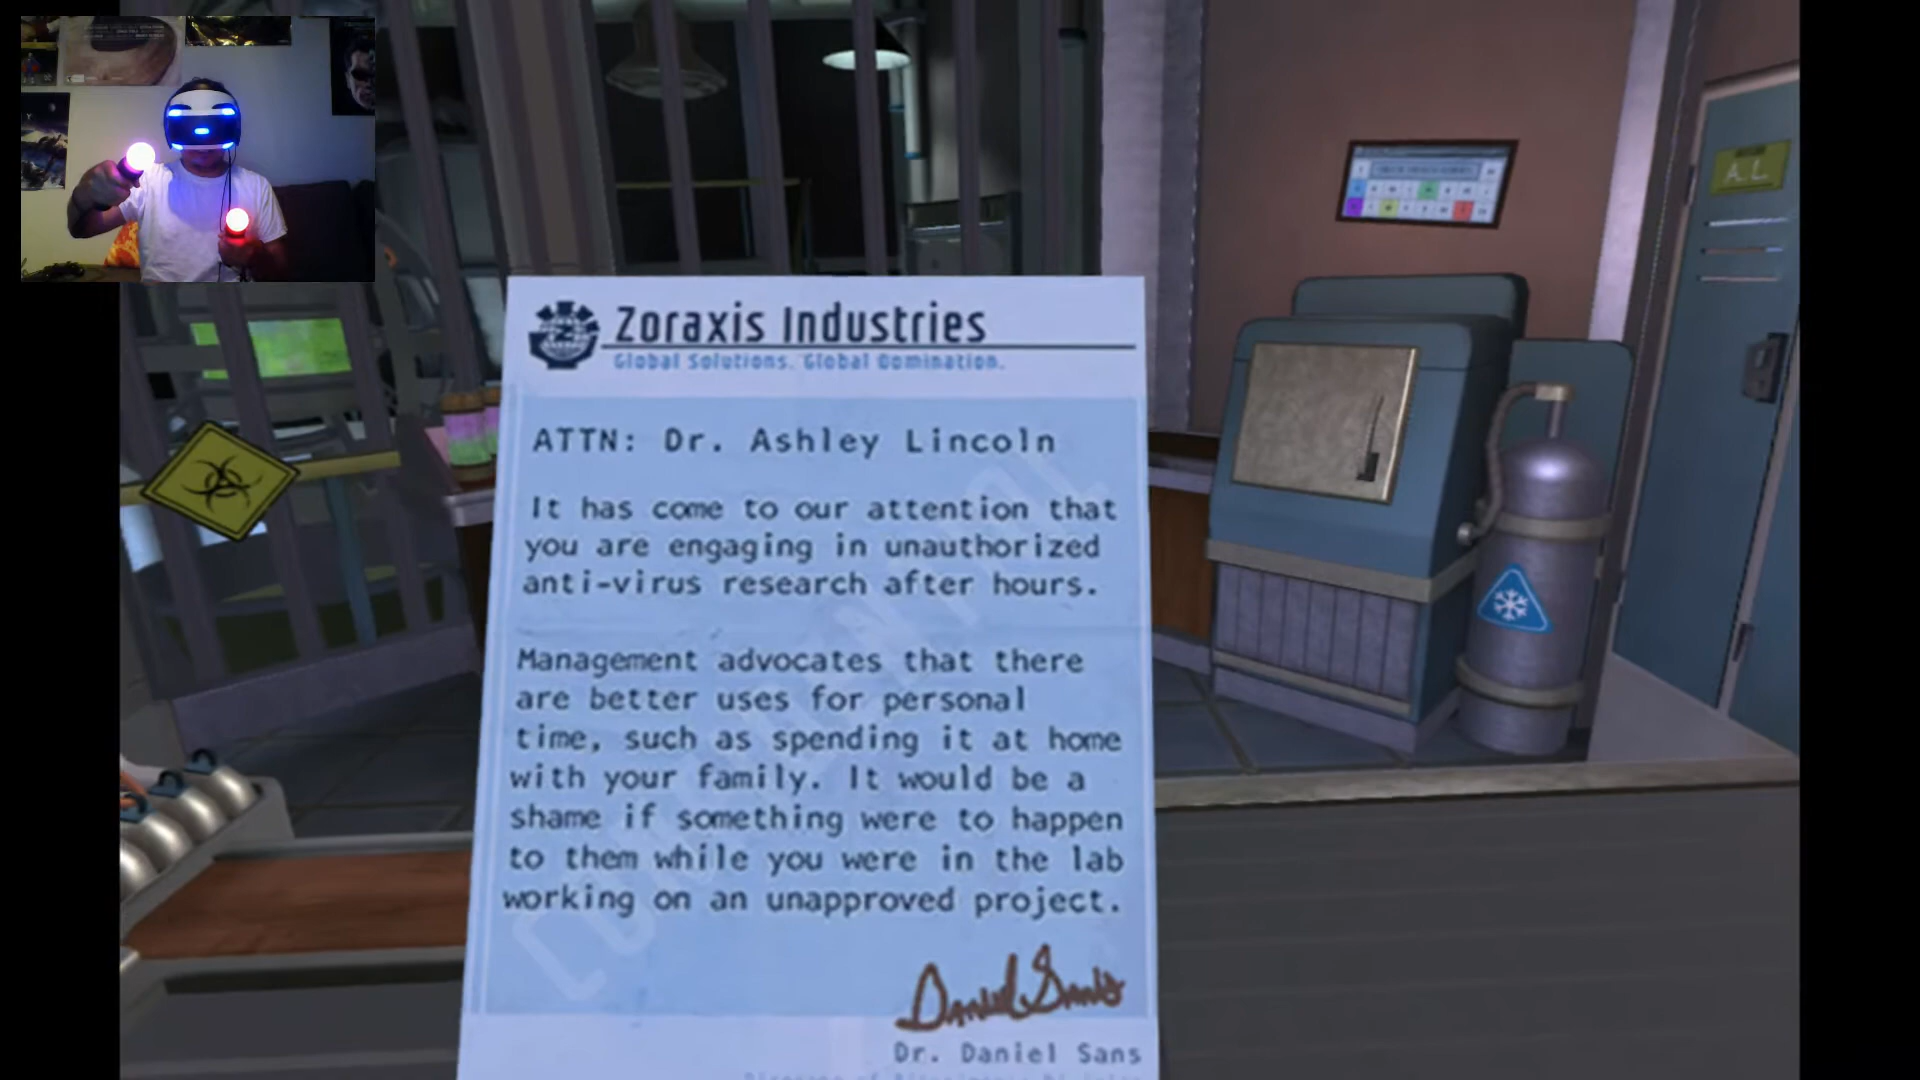 Zoraxis Industries
Global Solutions. Global Domination.
ATTN: Dr. Ashley Lincoln
It has come to our attention that
you are engaging in unauthorized
anti-virus research after hours.
Management advocates that there
are better uses for personal
time, such as spending it at home
with your family. It would be a
shame if something were to happen
to them while you were in the lab
working on an unapproved project.
Daniel Sans
Dr. Daniel Sans
A.L.